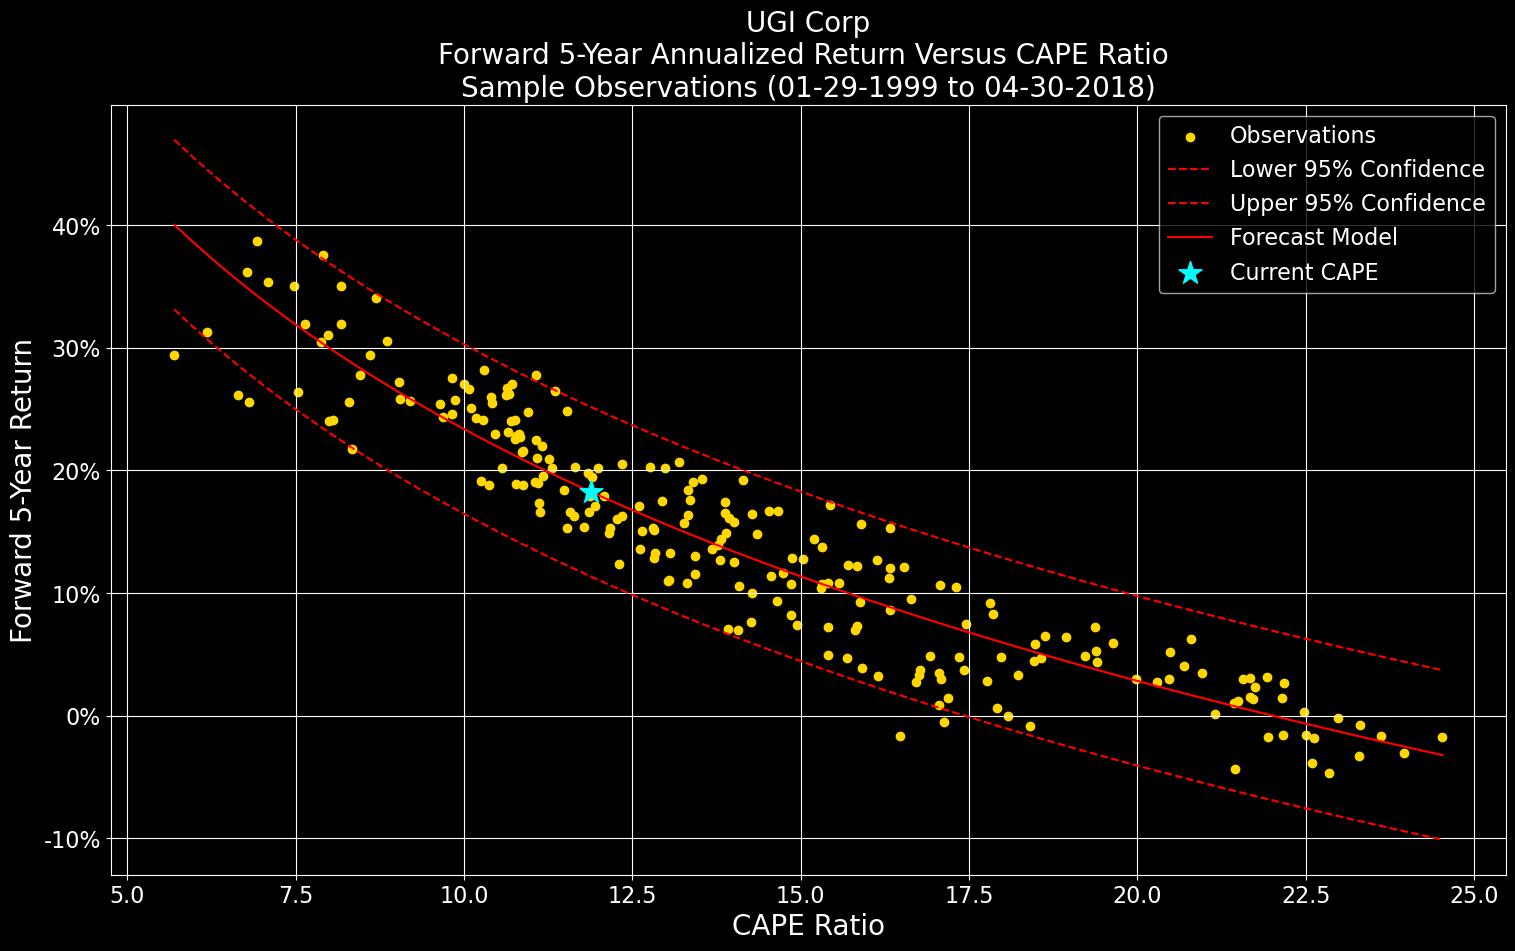 UGI Corp
Forward 5-Year Annualized Return Versus CAPE Ratio
Sample Observations (01-29-1999 to 04-30-2018)
Observations
Lower 95% Confidence
Upper 95% Confidence
Forecast Model
Current CAPE
Forward 5-Year Return
40%
30%
20%
10%
0%
-10%
5.0 7.5 10.0 12.5 15.0 17.5 20.0 22.5 25.0
CAPE Ratio